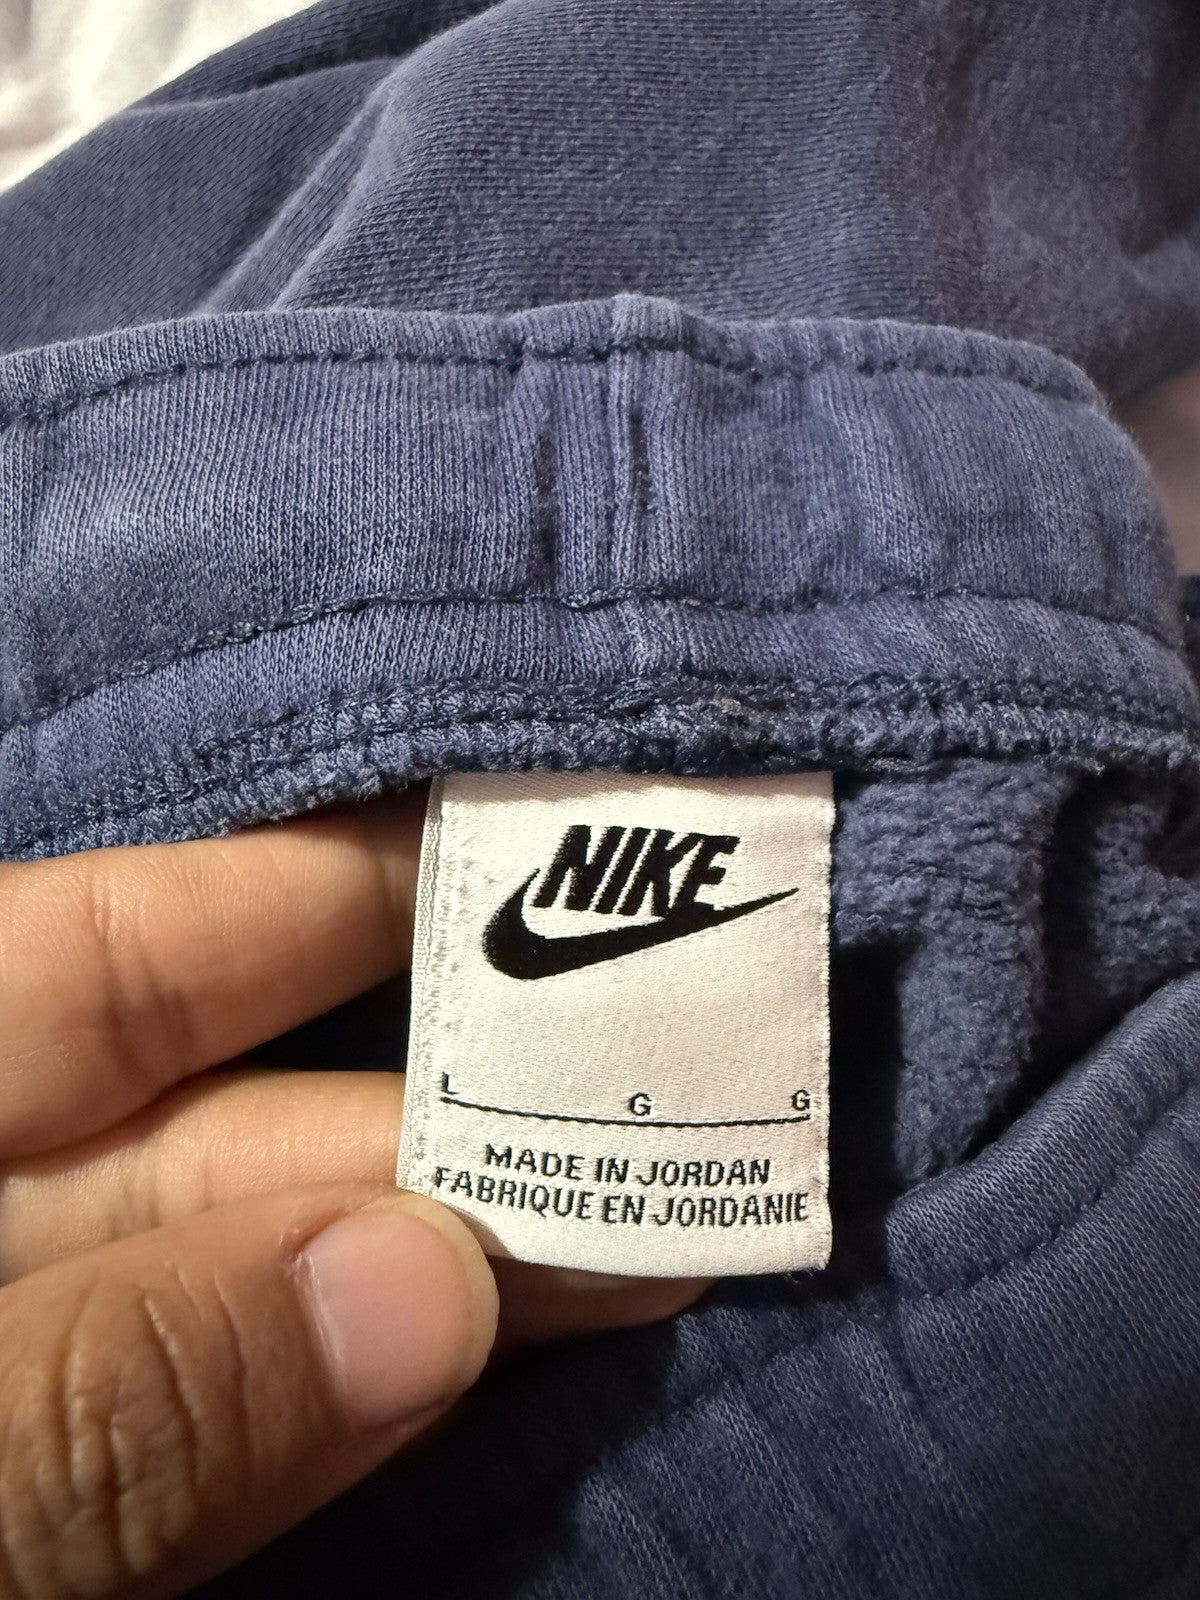 NIKE
L G G
MADE IN JORDAN
FABRIQUE EN JORDANIE